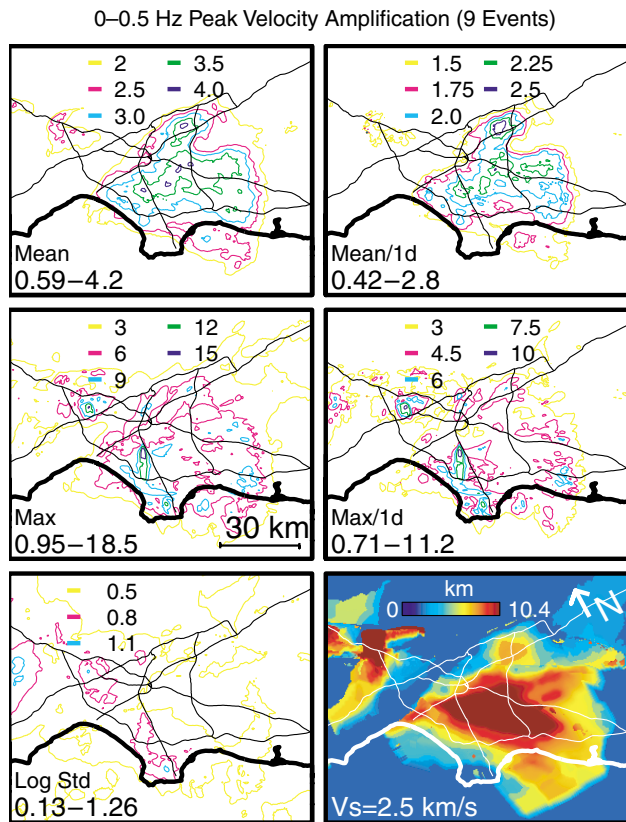 0–0.5 Hz Peak Velocity Amplification (9 Events)
2 3.5
2.5 4.0
3.0
Mean
0.59–4.2
1.5 2.25
1.75 2.5
2.0
Mean/1d
0.42–2.8
3 12
6 15
9
Max
0.95–18.5
30 km
3 7.5
4.5 10
6
Max/1d
0.71–11.2
0.5
0.8
1.1
Log Std
0.13–1.26
km
0 10.4
N
Vs=2.5 km/s